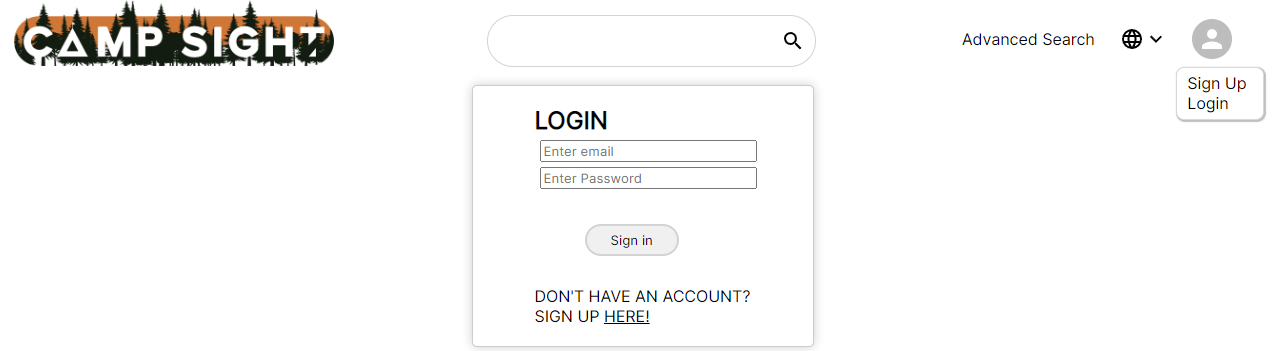 CAMP SIGHT
Advanced Search
Sign Up
Login
LOGIN
Enter email
Enter Password
Sign in
DON'T HAVE AN ACCOUNT?
SIGN UP HERE!